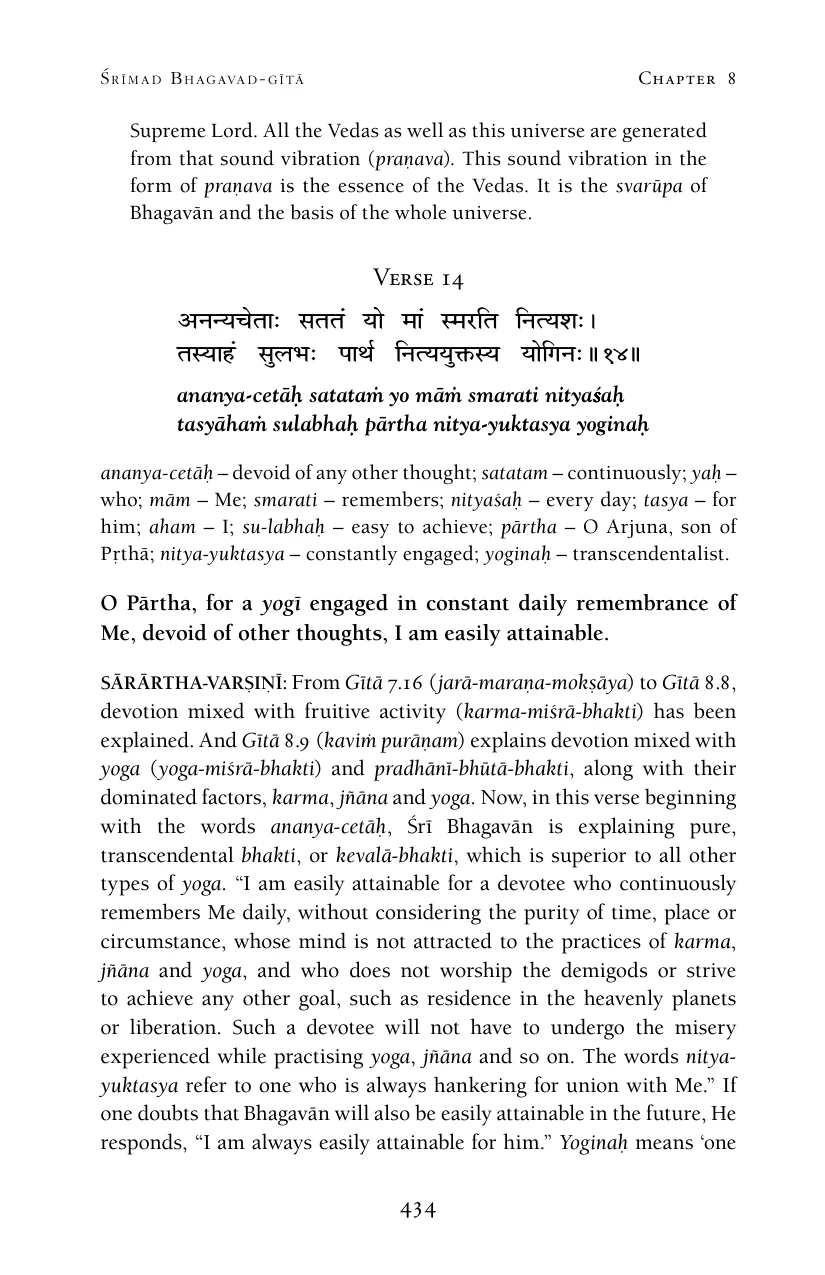 Śrīmad Bhagavad-gītā Chapter 8
Supreme Lord. All the Vedas as well as this universe are generated
from that sound vibration (praṇava). This sound vibration in the
form of praṇava is the essence of the Vedas. It is the svarūpa of
Bhagavān and the basis of the whole universe.
Verse 14
अनन्यचेताः सततं यो मां स्मरति नित्यशः।
तस्याहं सुलभः पार्थ नित्ययुक्तस्य योगिनः॥१४॥
ananya-cetāḥ satataṁ yo māṁ smarati nityaśaḥ
tasyāhaṁ sulabhaḥ pārtha nitya-yuktasya yoginaḥ
ananya-cetāḥ – devoid of any other thought; satatam – continuously; yaḥ –
who; mām – Me; smarati – remembers; nityaśaḥ – every day; tasya – for
him; aham – I; su-labhaḥ – easy to achieve; pārtha – O Arjuna, son of
Pṛthā; nitya-yuktasya – constantly engaged; yoginaḥ – transcendentalist.
O Pārtha, for a yogī engaged in constant daily remembrance of
Me, devoid of other thoughts, I am easily attainable.
SĀRĀRTHA-VARṢIṆĪ: From Gītā 7.16 (jarā-maraṇa-mokṣāya) to Gītā 8.8,
devotion mixed with fruitive activity (karma-miśrā-bhakti) has been
explained. And Gītā 8.9 (kaviṁ purāṇam) explains devotion mixed with
yoga (yoga-miśrā-bhakti) and pradhānī-bhūtā-bhakti, along with their
dominated factors, karma, jñāna and yoga. Now, in this verse beginning
with the words ananya-cetāḥ, Śrī Bhagavān is explaining pure,
transcendental bhakti, or kevalā-bhakti, which is superior to all other
types of yoga. “I am easily attainable for a devotee who continuously
remembers Me daily, without considering the purity of time, place or
circumstance, whose mind is not attracted to the practices of karma,
jñāna and yoga, and who does not worship the demigods or strive
to achieve any other goal, such as residence in the heavenly planets
or liberation. Such a devotee will not have to undergo the misery
experienced while practising yoga, jñāna and so on. The words nitya-
yuktasya refer to one who is always hankering for union with Me.” If
one doubts that Bhagavān will also be easily attainable in the future, He
responds, “I am always easily attainable for him.” Yoginaḥ means ‘one
434